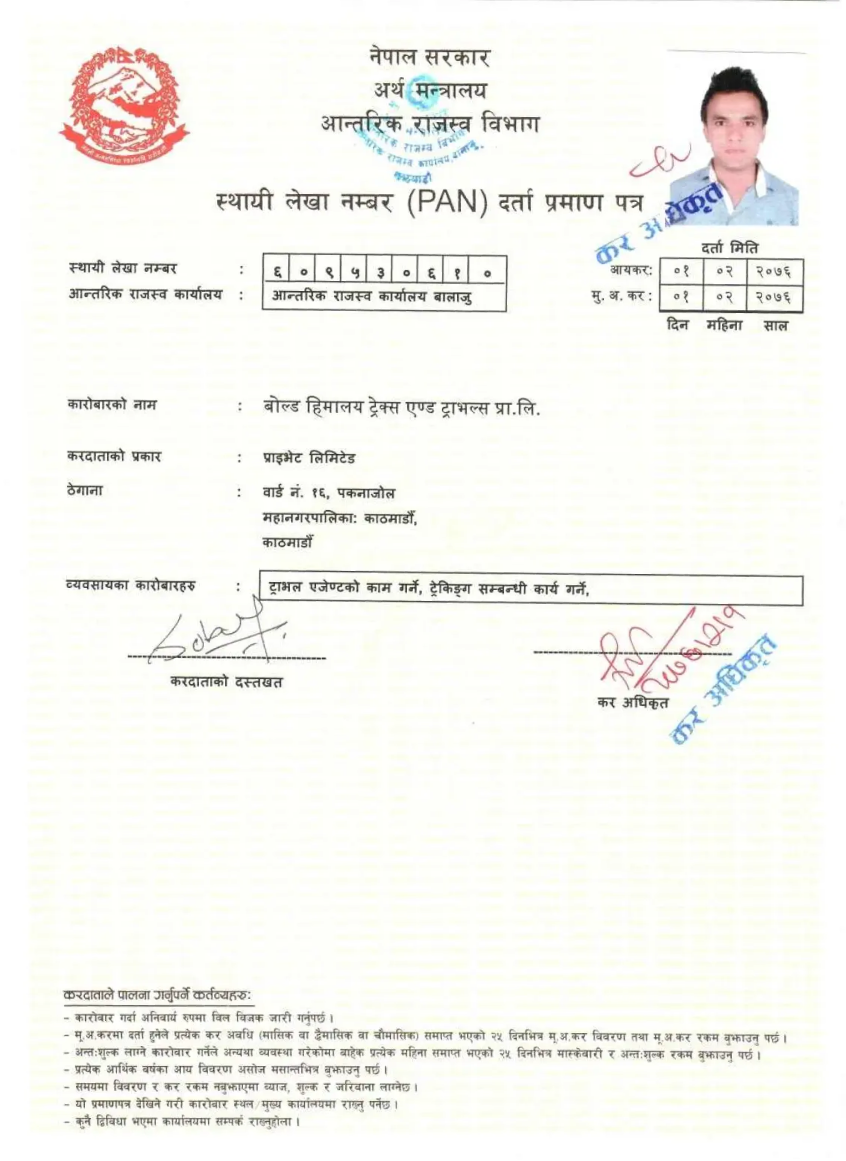 नेपाल सरकार
अर्थ मन्त्रालय
आन्तरिक राजस्व विभाग
स्थायी लेखा नम्बर (PAN) दर्ता प्रमाण पत्र
कर अधिकृत
दर्ता मिति
स्थायी लेखा नम्बर : ६ ० ९ ५ ३ ० ६ १ ०
आयकर: ०१ ०२ २०७६
आन्तरिक राजस्व कार्यालय : आन्तरिक राजस्व कार्यालय बालाजु
मु. अ. कर : ०१ ०२ २०७६
दिन महिना साल
कारोबारको नाम : बोल्ड हिमालय ट्रेक्स एण्ड ट्राभल्स प्रा.लि.
करदाताको प्रकार : प्राइभेट लिमिटेड
ठेगाना : वार्ड नं. १६, पकनाजोल
महानगरपालिका: काठमाडौँ,
काठमाडौँ
व्यवसायका कारोबारहरु : ट्राभल एजेण्टको काम गर्ने, ट्रेकिङ्ग सम्बन्धी कार्य गर्ने,
करदाताको दस्तखत
कर अधिकृत
कर अधिकृत
करदाताले पालना गर्नुपर्ने कर्तव्यहरु:
- कारोबार गर्दा अनिवार्य रुपमा विल विजक जारी गर्नुपर्छ ।
- मू.अ.करमा दर्ता हुनेले प्रत्येक कर अवधि (मासिक वा द्वैमासिक वा चौमासिक) समाप्त भएको २५ दिनभित्र मू.अ.कर विवरण तथा मू.अ.कर रकम बुझाउनु पर्छ ।
- अन्त:शुल्क लाग्ने कारोबार गर्नेले अन्यथा व्यवस्था गरेकोमा बाहेक प्रत्येक महिना समाप्त भएको २५ दिनभित्र मास्केवारी र अन्त:शुल्क रकम बुझाउनु पर्छ ।
- प्रत्येक आर्थिक बर्षका आय विवरण असोज मसान्तभित्र बुझाउनु पर्छ ।
- समयमा विवरण र कर रकम नबुझाएमा ब्याज, शुल्क र जरिवाना लाग्नेछ ।
- यो प्रमाणपत्र देखिने गरी कारोबार स्थल/मुख्य कार्यालयमा राख्नु पर्नेछ ।
- कुनै द्विविधा भएमा कार्यालयमा सम्पर्क राख्नुहोला ।